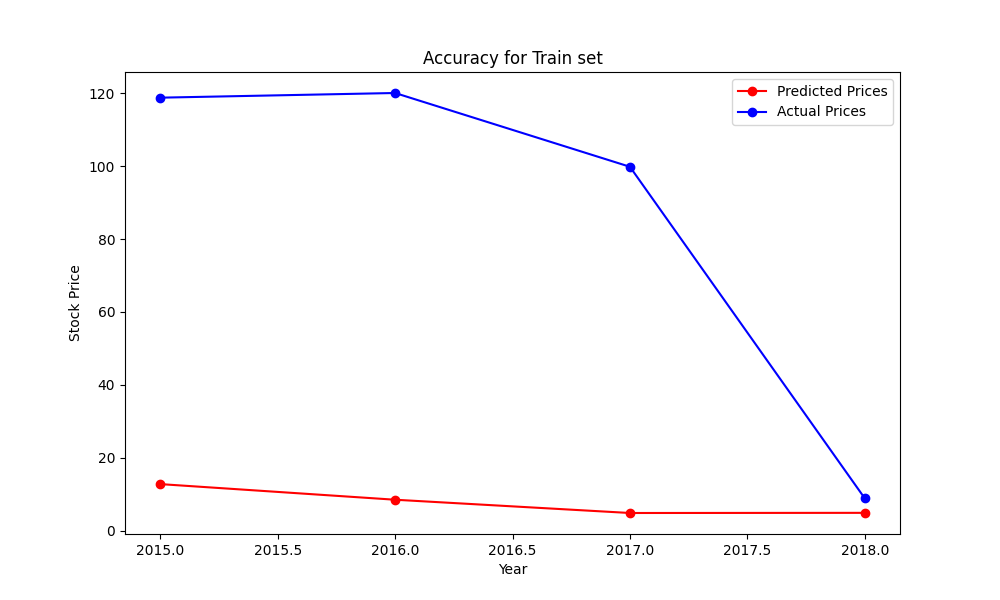 Accuracy for Train set
Predicted Prices
Actual Prices
120
100
80
60
40
20
0
Stock Price
2015.0 2015.5 2016.0 2016.5 2017.0 2017.5 2018.0
Year